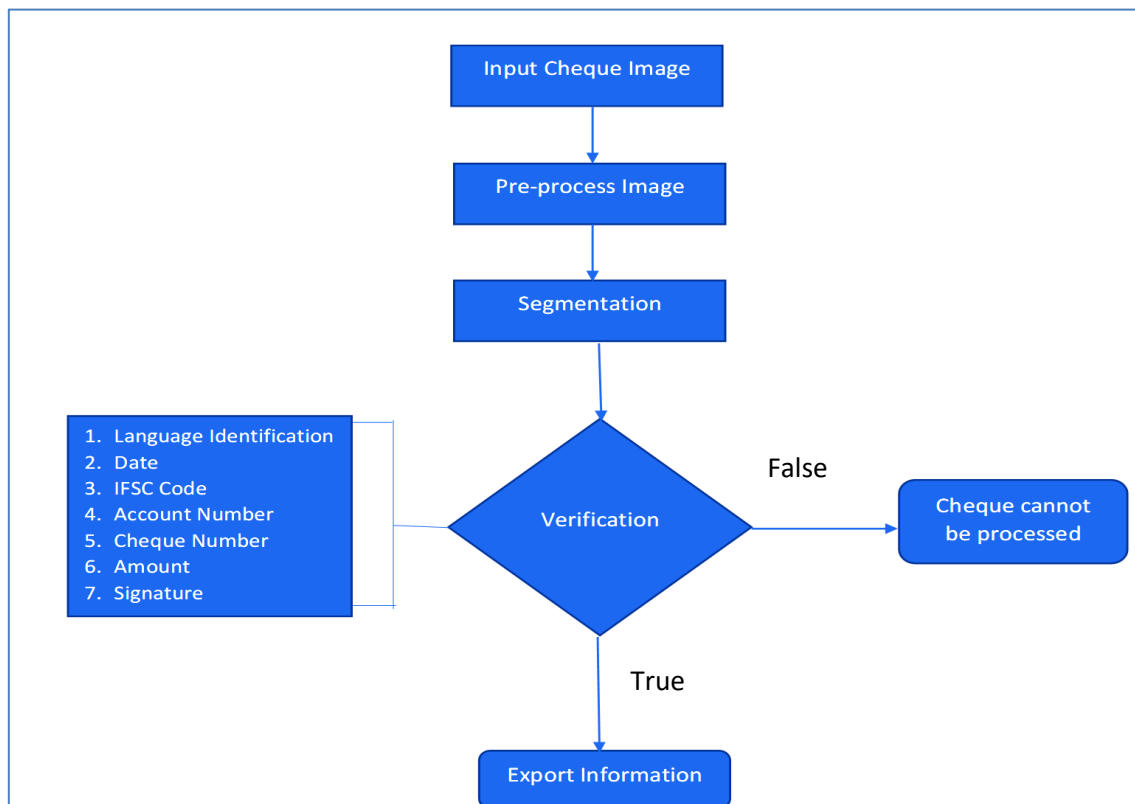 Input Cheque Image
Pre-process Image
Segmentation
1. Language Identification
2. Date
3. IFSC Code
4. Account Number
5. Cheque Number
6. Amount
7. Signature
Verification
False
Cheque cannot
be processed
True
Export Information